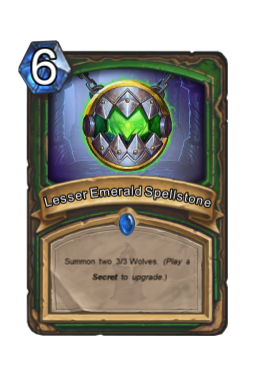 6
Lesser Emerald Spellstone
Summon two 3/3 Wolves. (Play a
Secret to upgrade.)